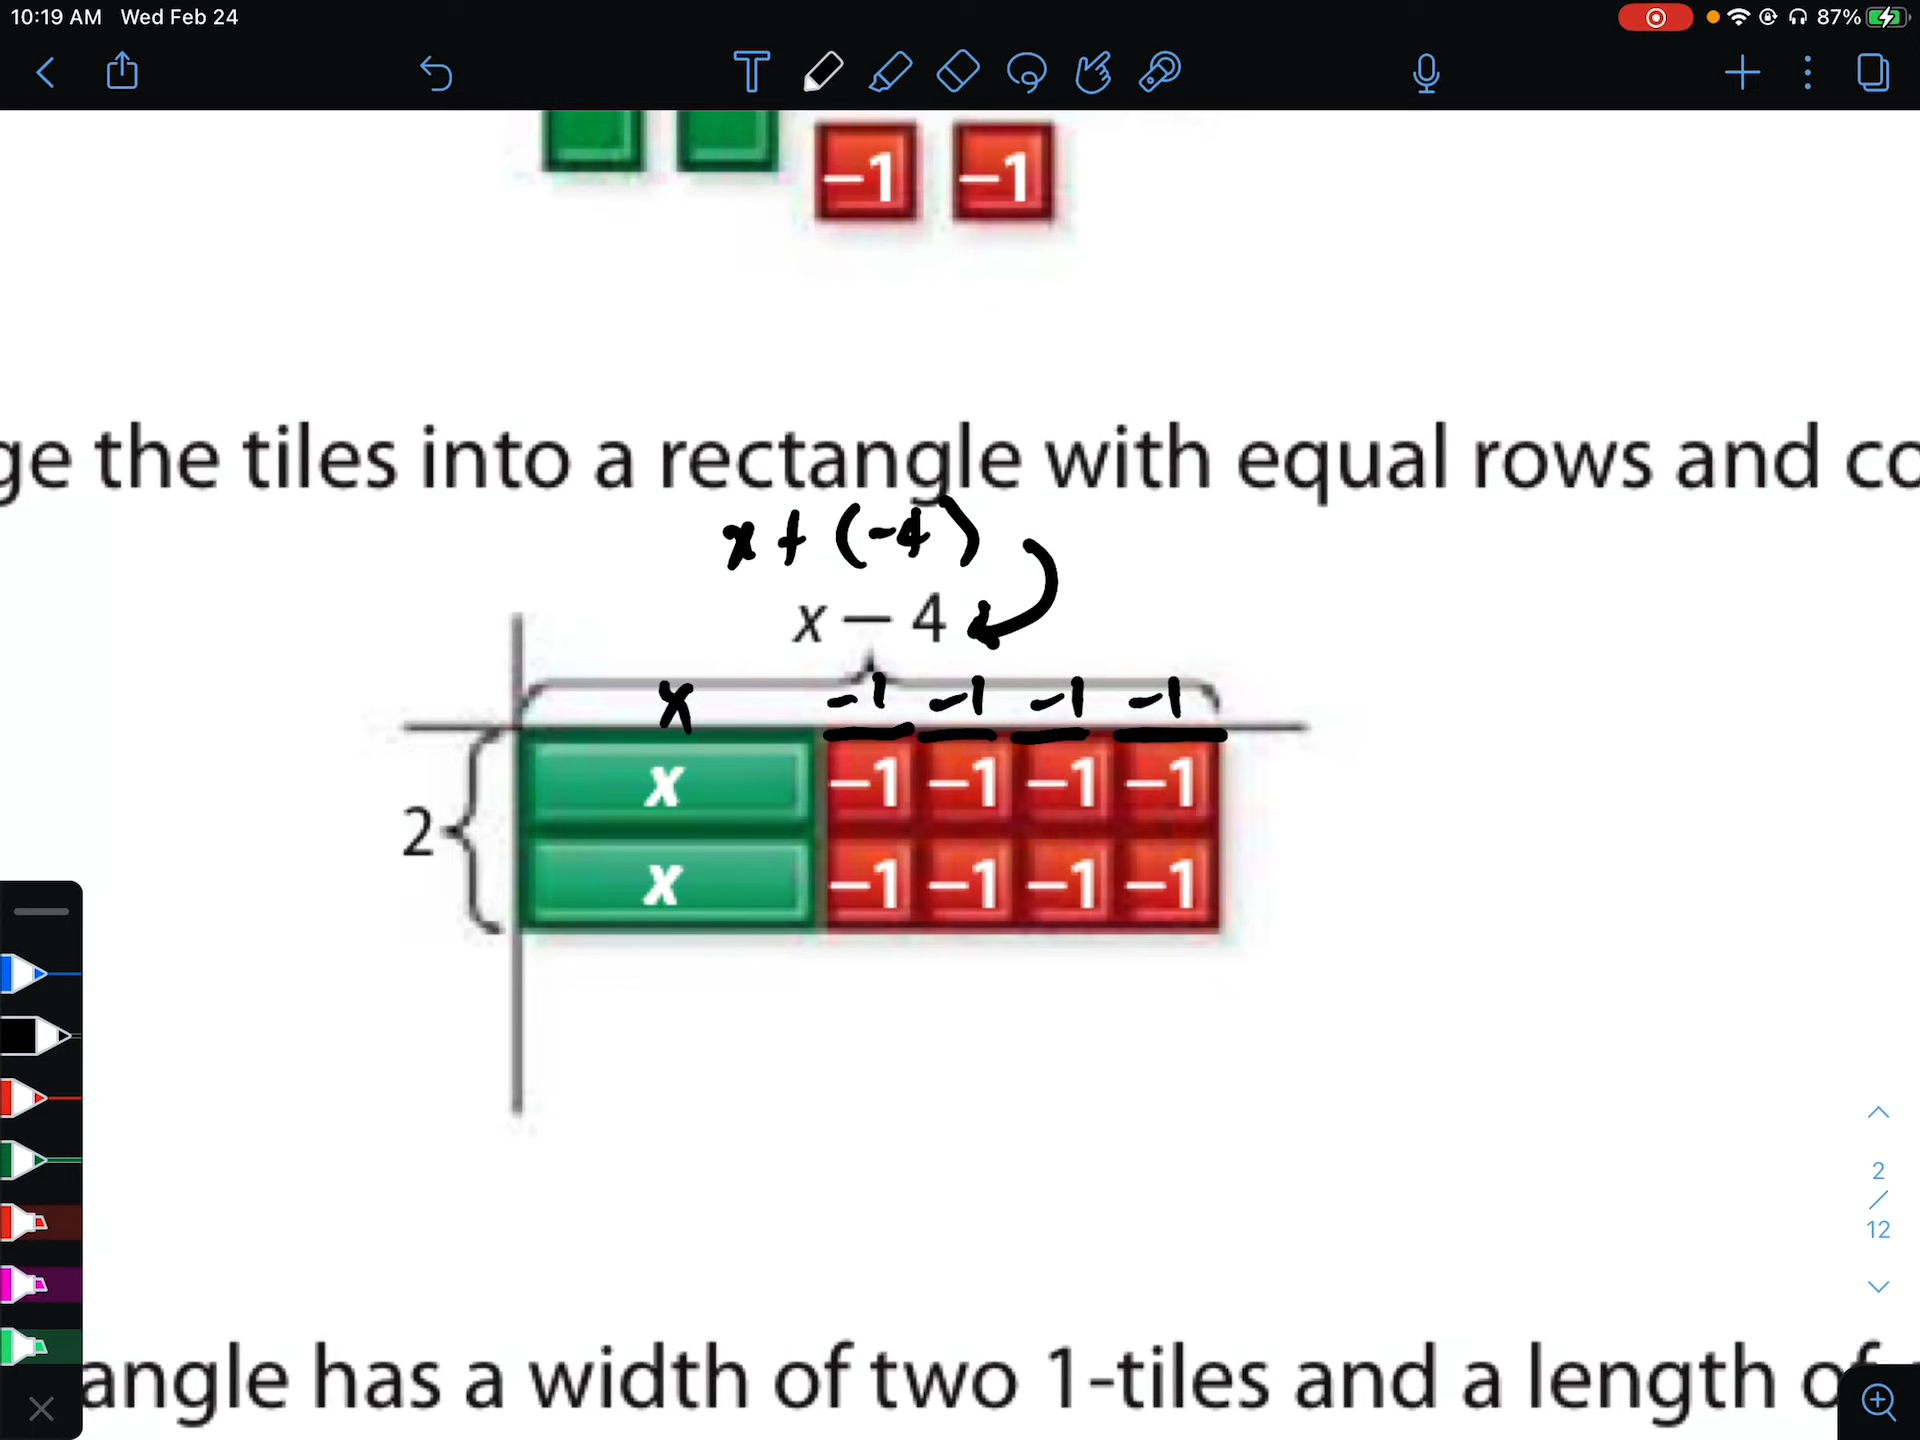 10:19 AM Wed Feb 24
87%
T
–1 –1
ge the tiles into a rectangle with equal rows and co
x + (-4)
x – 4
x -1 -1 -1 -1
x –1 –1 –1 –1
2
x –1 –1 –1 –1
2
/
12
angle has a width of two 1-tiles and a length of